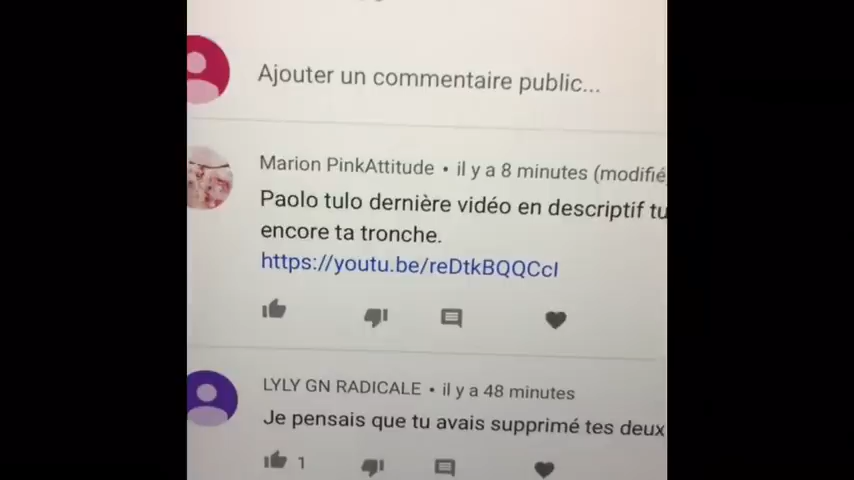 Ajouter un commentaire public...
Marion PinkAttitude • il y a 8 minutes (modifié
Paolo tulo dernière vidéo en descriptif tu
encore ta tronche.
https://youtu.be/reDtkBQQCcI
LYLY GN RADICALE • il y a 48 minutes
Je pensais que tu avais supprimé tes deux
1